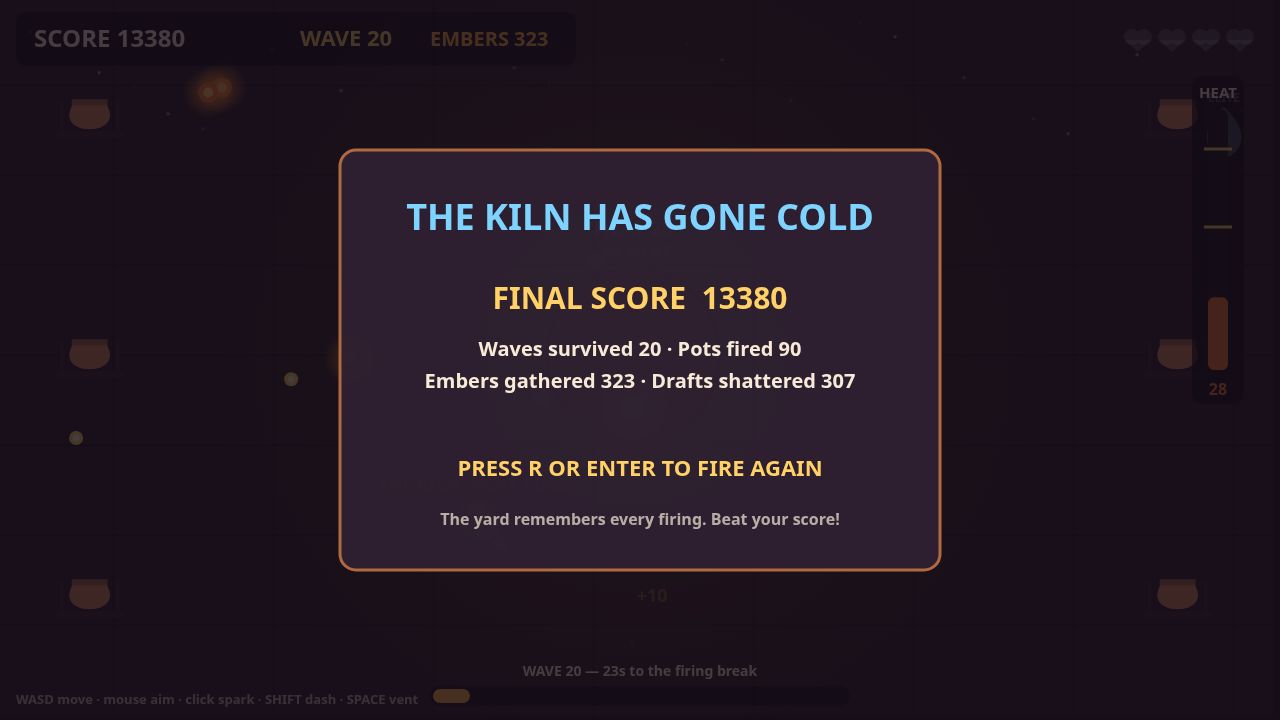 SCORE 13380
WAVE 20
EMBERS 323
HEAT
THE KILN HAS GONE COLD
FINAL SCORE 13380
Waves survived 20 · Pots fired 90
Embers gathered 323 · Drafts shattered 307
28
PRESS R OR ENTER TO FIRE AGAIN
The yard remembers every firing. Beat your score!
+10
WAVE 20 — 23s to the firing break
WASD move · mouse aim · click spark · SHIFT dash · SPACE vent